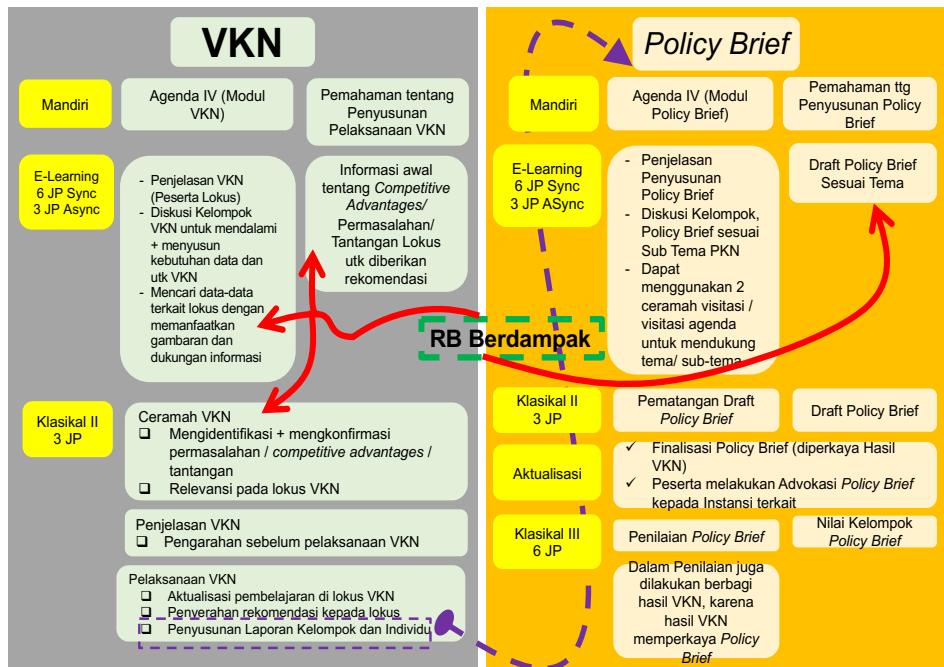 VKN
Mandiri
Agenda IV (Modul
VKN)
Pemahaman tentang
Penyusunan
Pelaksanaan VKN
E-Learning
6 JP Sync
3 JP Async
- Penjelasan VKN
(Peserta Lokus)
- Diskusi Kelompok
VKN untuk mendalami
+ menyusun
kebutuhan data dan
utk VKN
- Mencari data-data
terkait lokus dengan
memanfaatkan
gambaran dan
dukungan informasi
Informasi awal
tentang Competitive
Advantages/
Permasalahan/
Tantangan Lokus
utk diberikan
rekomendasi
Klasikal II
3 JP
Ceramah VKN
❑ Mengidentifikasi + mengkonfirmasi
permasalahan / competitive advantages /
tantangan
❑ Relevansi pada lokus VKN
Penjelasan VKN
❑ Pengarahan sebelum pelaksanaan VKN
Pelaksanaan VKN
❑ Aktualisasi pembelajaran di lokus VKN
❑ Penyerahan rekomendasi kepada lokus
❑ Penyusunan Laporan Kelompok dan Individu
RB Berdampak
Policy Brief
Mandiri
Agenda IV (Modul
Policy Brief)
Pemahaman ttg
Penyusunan Policy
Brief
E-Learning
6 JP Sync
3 JP ASync
- Penjelasan
Penyusunan
Policy Brief
- Diskusi Kelompok,
Policy Brief sesuai
Sub Tema PKN
- Dapat
menggunakan 2
ceramah visitasi /
visitasi agenda
untuk mendukung
tema/ sub-tema
Draft Policy Brief
Sesuai Tema
Klasikal II
3 JP
Pematangan Draft
Policy Brief
Draft Policy Brief
Aktualisasi
✓ Finalisasi Policy Brief (diperkaya Hasil
VKN)
✓ Peserta melakukan Advokasi Policy Brief
kepada Instansi terkait
Klasikal III
6 JP
Penilaian Policy Brief
Nilai Kelompok
Policy Brief
Dalam Penilaian juga
dilakukan berbagi
hasil VKN, karena
hasil VKN
memperkaya Policy
Brief